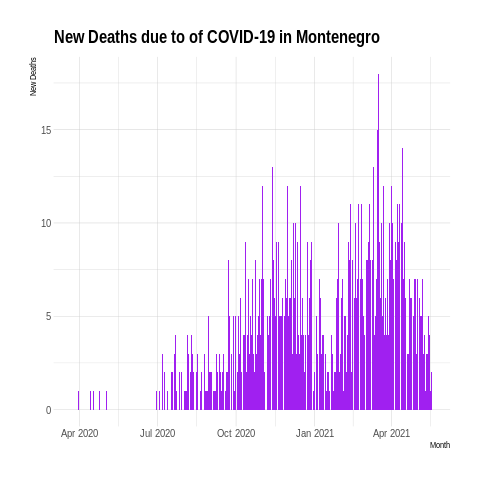 New Deaths due to of COVID-19 in Montenegro
New Deaths
15
10
5
0
Apr 2020 Jul 2020 Oct 2020 Jan 2021 Apr 2021
Month